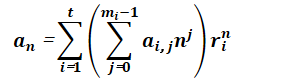 $a_n = \sum_{i=1}^{t} \left( \sum_{j=0}^{m_i-1} a_{i,j} n^j \right) r_i^n$